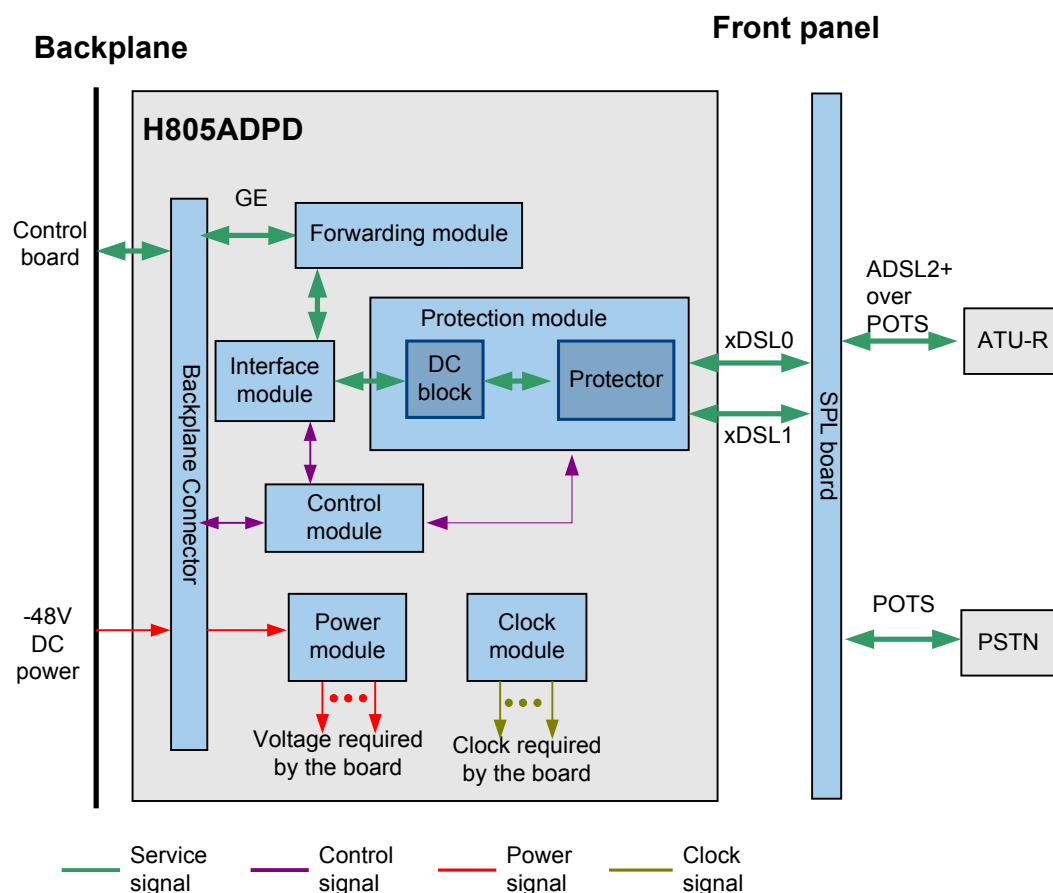 Backplane
Front panel
H805ADPD
GE
Control
board
Forwarding module
ADSL2+
over
POTS
Protection module
xDSL0
ATU-R
Interface
module
DC
block
Protector
Backplane Connector
SPL board
xDSL1
Control
module
-48V
DC
power
Power
module
Clock
module
POTS
PSTN
Voltage required
by the board
Clock required
by the board
Service
signal
Control
signal
Power
signal
Clock
signal